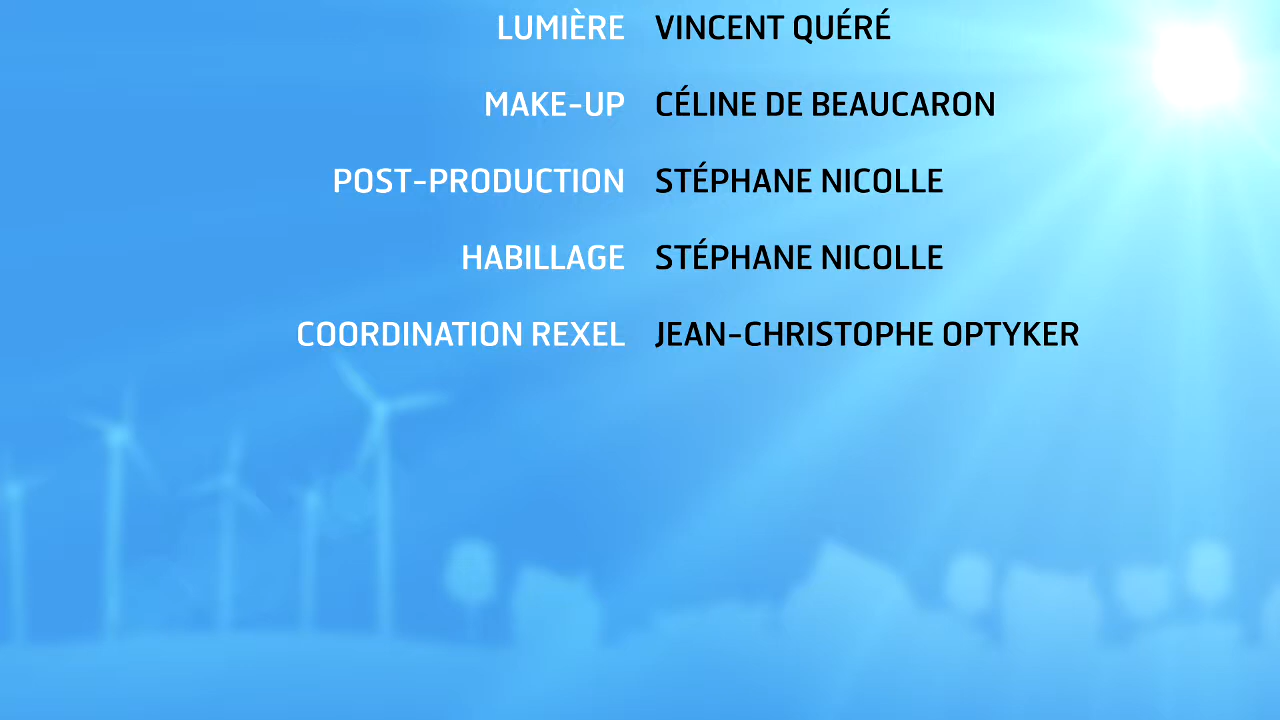 LUMIÈRE VINCENT QUÉRÉ
MAKE-UP CÉLINE DE BEAUCARON
POST-PRODUCTION STÉPHANE NICOLLE
HABILLAGE STÉPHANE NICOLLE
COORDINATION REXEL JEAN-CHRISTOPHE OPTYKER